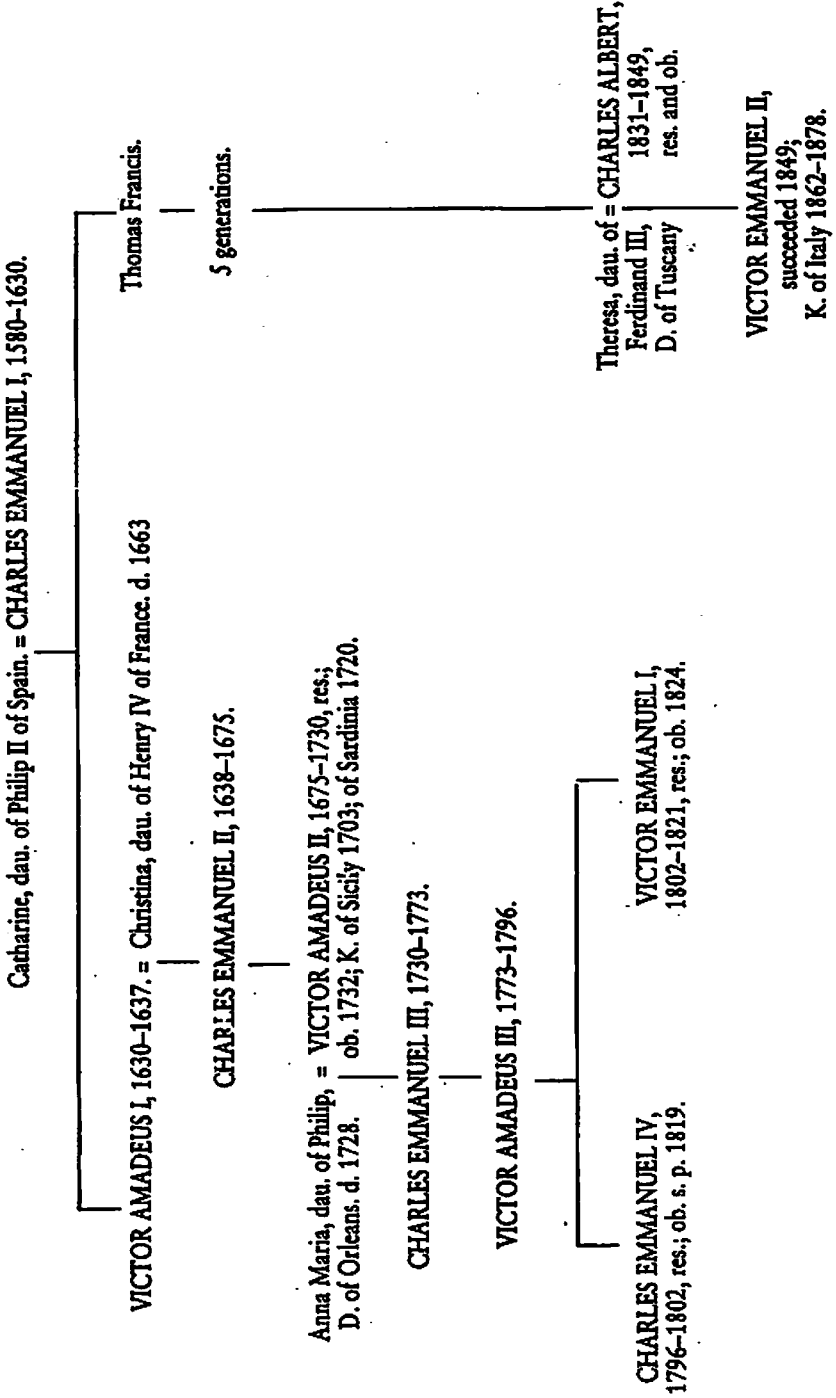 Catharine, dau. of Philip II of Spain. = CHARLES EMMANUEL I, 1580–1630.
VICTOR AMADEUS I, 1630–1637. = Christina, dau. of Henry IV of France. d. 1663
Thomas Francis.
5 generations.
CHARLES EMMANUEL II, 1638–1675.
Anna Maria, dau. of Philip, = VICTOR AMADEUS II, 1675–1730, res.;
D. of Orleans. d. 1728. ob. 1732; K. of Sicily 1703; of Sardinia 1720.
CHARLES EMMANUEL III, 1730–1773.
VICTOR AMADEUS III, 1773–1796.
CHARLES EMMANUEL IV,
1796–1802, res.; ob. s. p. 1819.
VICTOR EMMANUEL I,
1802–1821, res.; ob. 1824.
Theresa, dau. of = CHARLES ALBERT,
Ferdinand III, 1831–1849,
D. of Tuscany res. and ob.
VICTOR EMMANUEL II,
succeeded 1849;
K. of Italy 1862–1878.